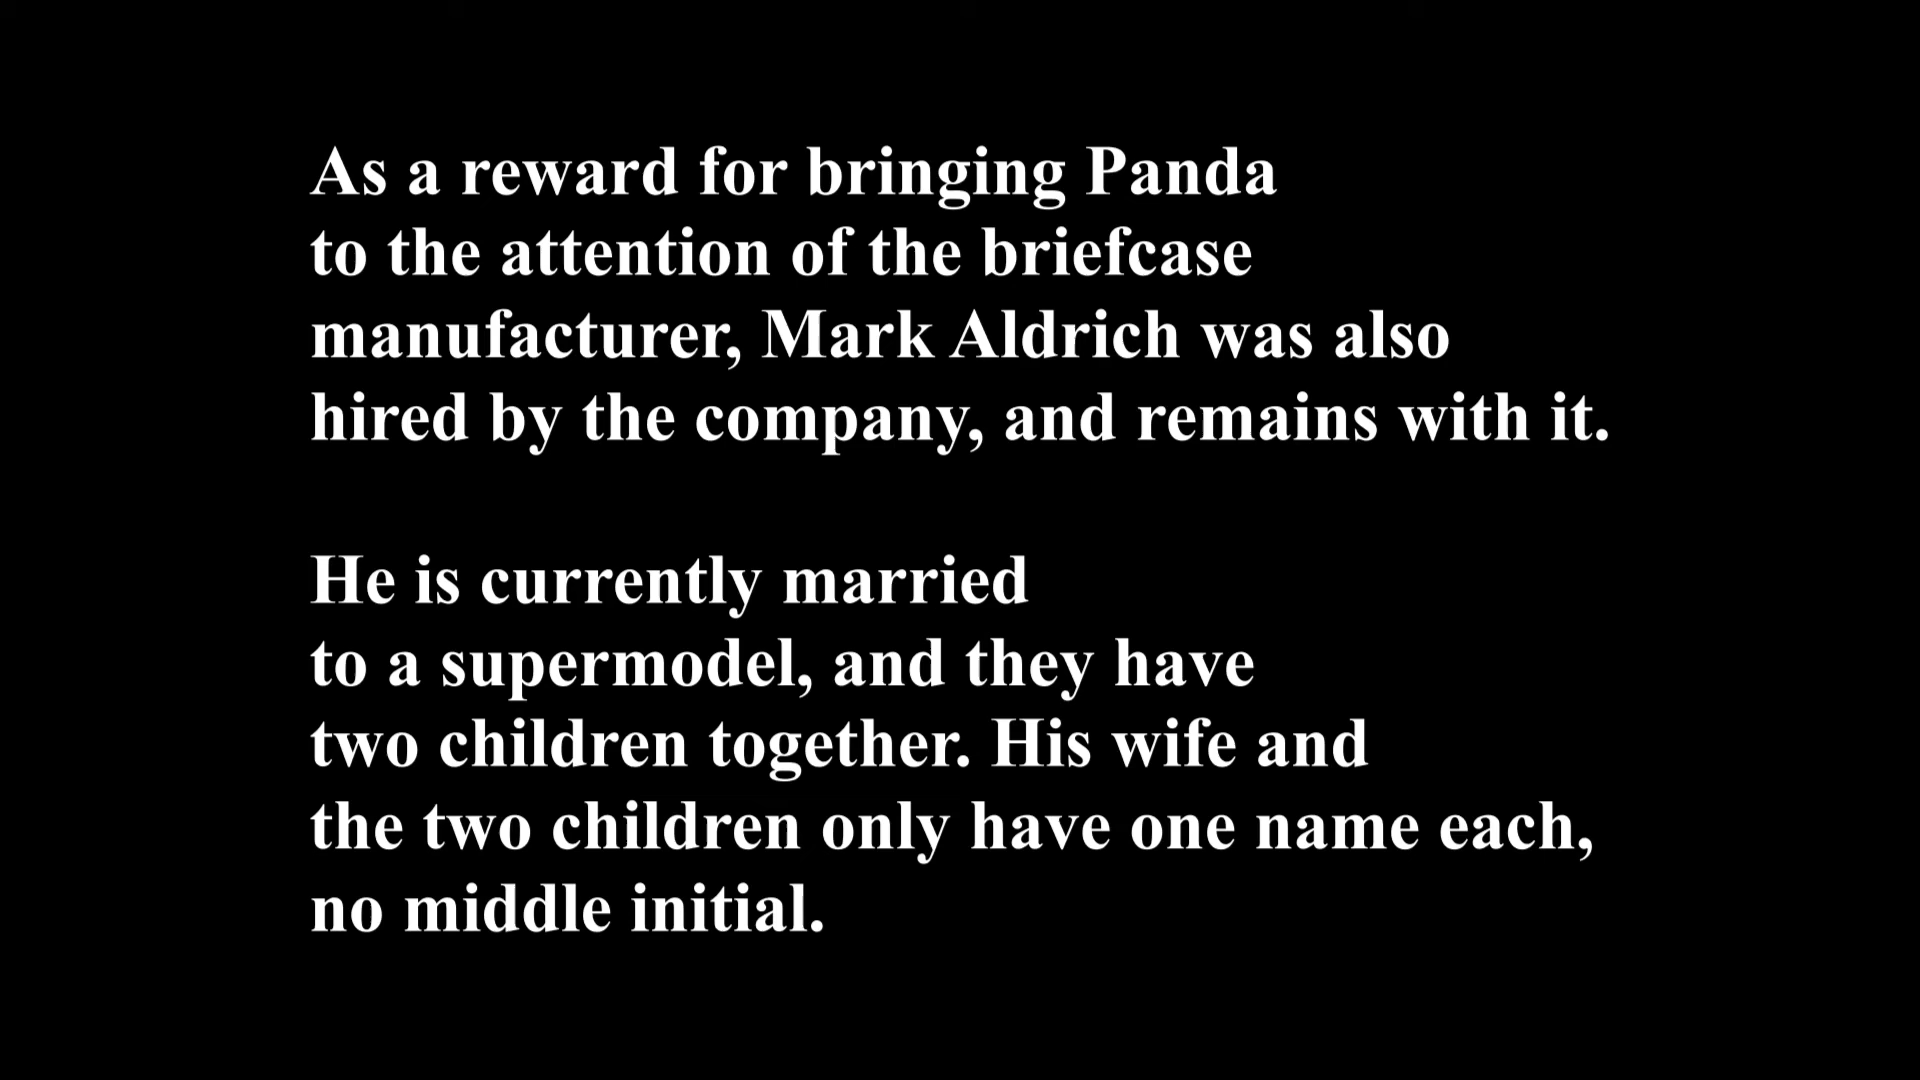 As a reward for bringing Panda
to the attention of the briefcase
manufacturer, Mark Aldrich was also
hired by the company, and remains with it.
He is currently married
to a supermodel, and they have
two children together. His wife and
the two children only have one name each,
no middle initial.